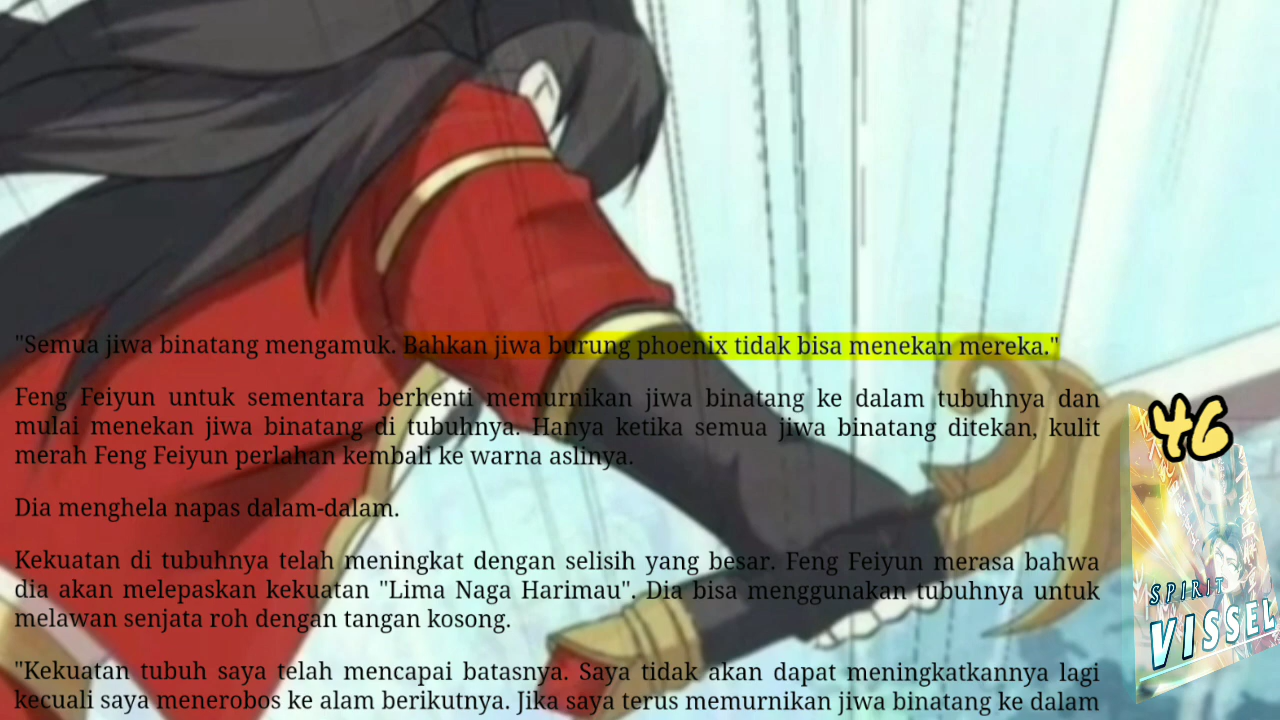 "Semua jiwa binatang mengamuk. Bahkan jiwa burung phoenix tidak bisa menekan mereka."
Feng Feiyun untuk sementara berhenti memurnikan jiwa binatang ke dalam tubuhnya dan
mulai menekan jiwa binatang di tubuhnya. Hanya ketika semua jiwa binatang ditekan, kulit
merah Feng Feiyun perlahan kembali ke warna aslinya.
Dia menghela napas dalam-dalam.
Kekuatan di tubuhnya telah meningkat dengan selisih yang besar. Feng Feiyun merasa bahwa
dia akan melepaskan kekuatan "Lima Naga Harimau". Dia bisa menggunakan tubuhnya untuk
melawan senjata roh dengan tangan kosong.
"Kekuatan tubuh saya telah mencapai batasnya. Saya tidak akan dapat meningkatkannya lagi
kecuali saya menerobos ke alam berikutnya. Jika saya terus memurnikan jiwa binatang ke dalam
46
SPIRIT
VISSEL